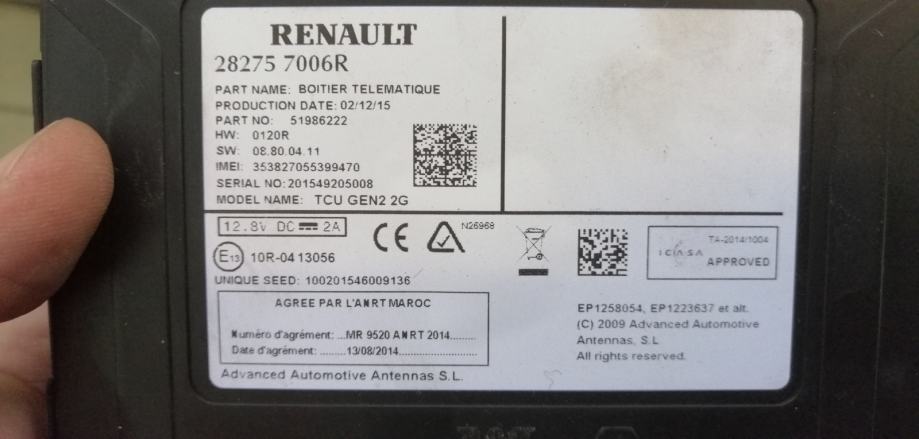 RENAULT
28275 7006R
PART NAME: BOITIER TELEMATIQUE
PRODUCTION DATE: 02/12/15
PART NO: 51986222
HW: 0120R
SW: 08.80.04.11
IMEI: 353827055399470
SERIAL NO: 201549205008
MODEL NAME: TCU GEN2 2G
12.8V DC 2A
CE
N25968
E13 10R-04 13056
UNIQUE SEED: 100201546009136
AGREE PAR L'ANRT MAROC
Numéro d'agrément: ...MR 9520 ANRT 2014.........
Date d'agrément: ........13/08/2014......................
Advanced Automotive Antennas S.L.
TA-2014/1004
ICASA
APPROVED
EP1258054, EP1223637 et alt.
(C) 2009 Advanced Automotive
Antennas, S.L
All rights reserved.